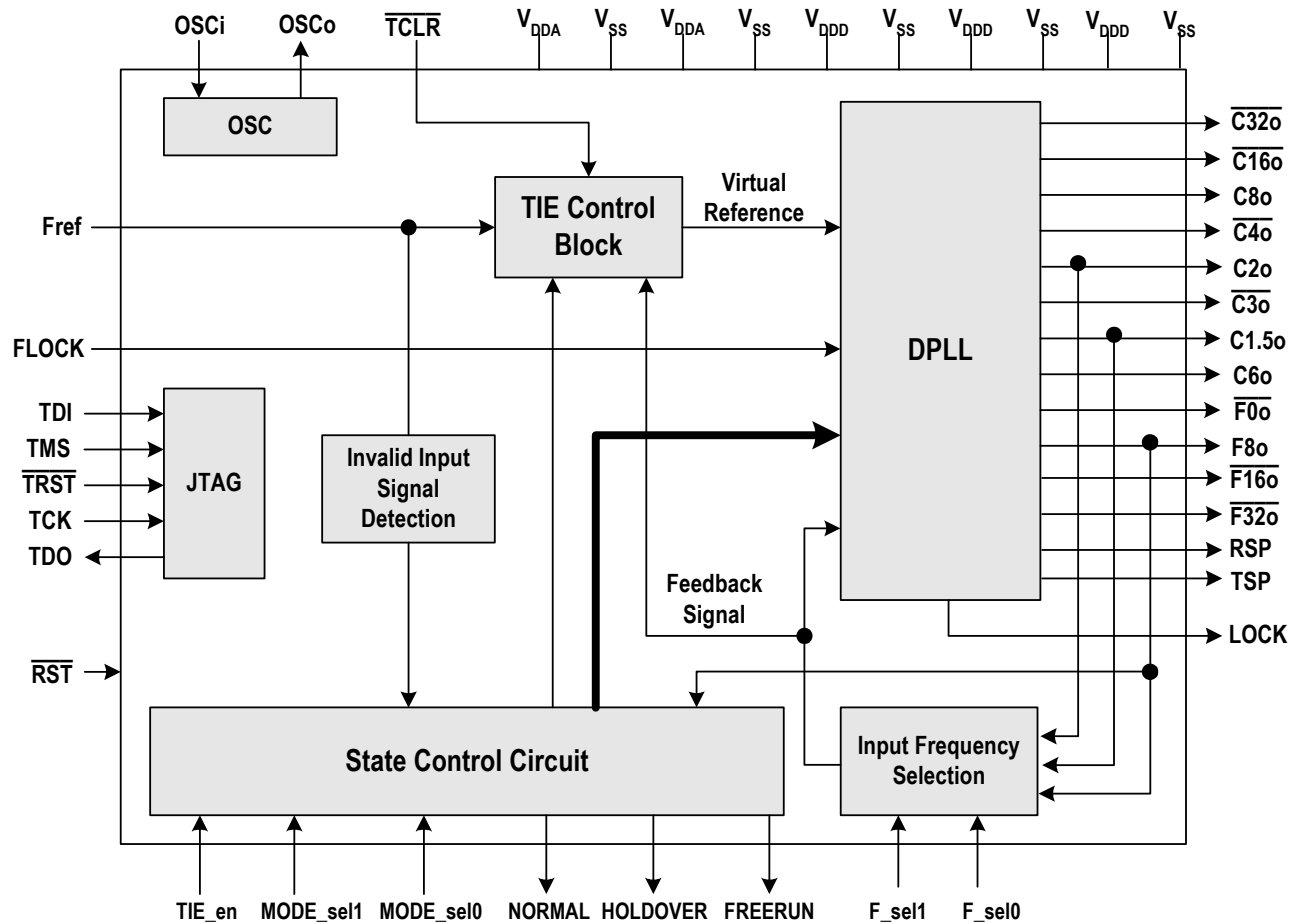 OSCi
OSCo
TCLR
VDDA
VSS
VDDA
VSS
VDDD
VSS
VDDD
VSS
VDDD
VSS
OSC
TIE Control
Block
Virtual
Reference
DPLL
Fref
FLOCK
TDI
TMS
TRST
TCK
TDO
JTAG
Invalid Input
Signal
Detection
Feedback
Signal
RST
State Control Circuit
Input Frequency
Selection
C32o
C16o
C8o
C4o
C2o
C3o
C1.5o
C6o
F0o
F8o
F16o
F32o
RSP
TSP
LOCK
TIE_en
MODE_sel1
MODE_sel0
NORMAL
HOLDOVER
FREERUN
F_sel1
F_sel0